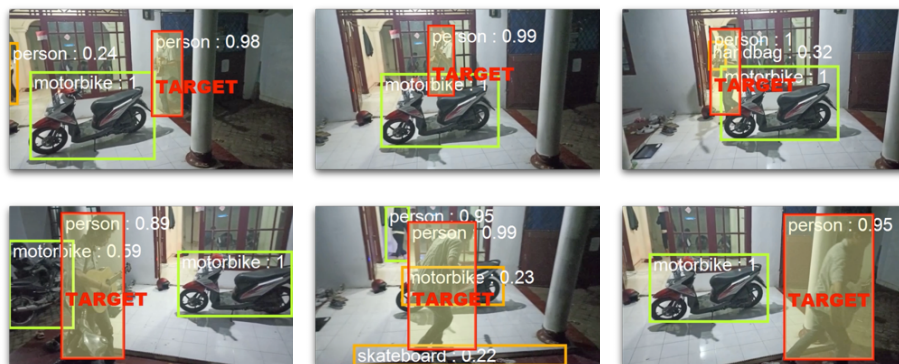 person : 0.24
person : 0.98
motorbike : 1
TARGET
person : 0.99
TARGET
motorbike : 1
person : 1
handbag : 0.32
motorbike : 1
TARGET
person : 0.89
motorbike : 0.59
motorbike : 1
TARGET
person : 0.95
person : 0.99
motorbike : 0.23
TARGET
skateboard : 0.22
person : 0.95
motorbike : 1
TARGET